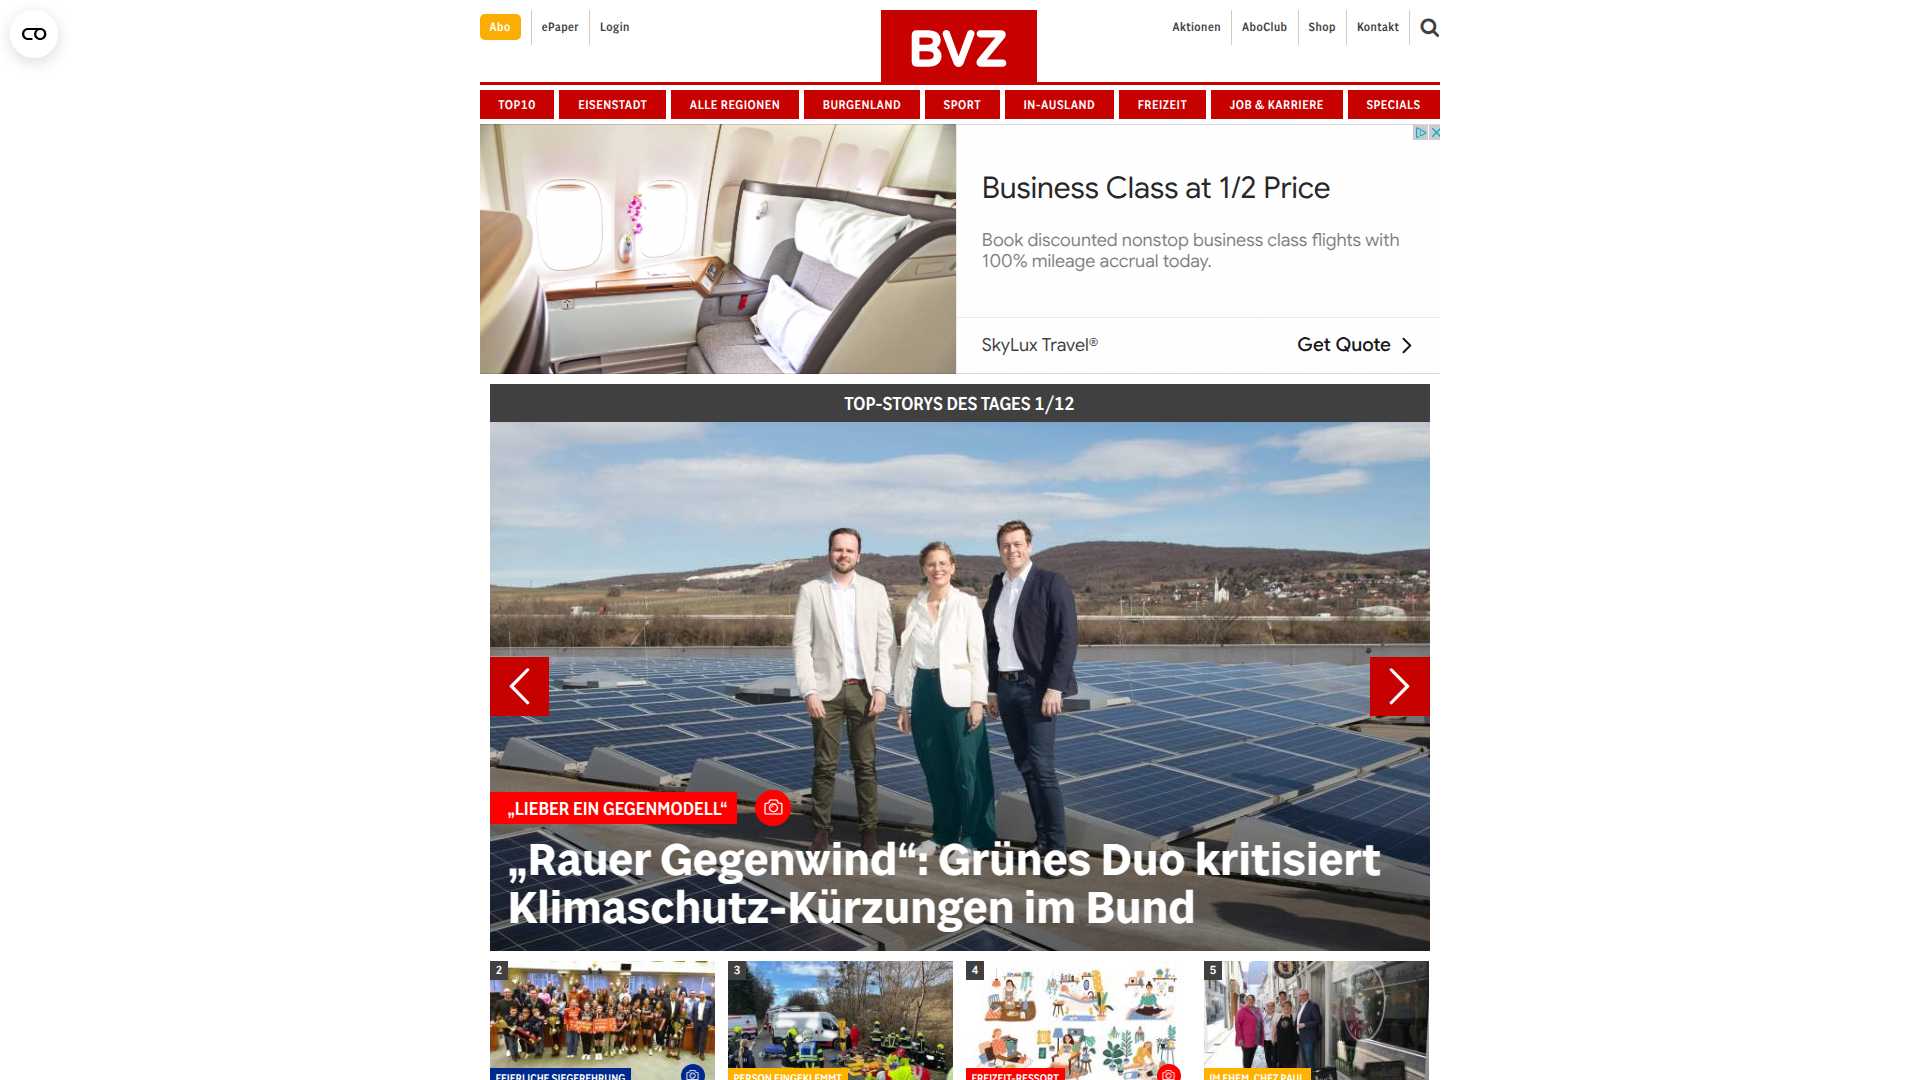 Abo
ePaper
Login
BVZ
Aktionen
AboClub
Shop
Kontakt
TOP10
EISENSTADT
ALLE REGIONEN
BURGENLAND
SPORT
IN-AUSLAND
FREIZEIT
JOB & KARRIERE
SPECIALS
Business Class at 1/2 Price
Book discounted nonstop business class flights with
100% mileage accrual today.
SkyLux Travel®
Get Quote
TOP-STORYS DES TAGES 1/12
„LIEBER EIN GEGENMODELL“
„Rauer Gegenwind“: Grünes Duo kritisiert
Klimaschutz-Kürzungen im Bund
2
3
4
5
FEIERLICHE SIEGEREHRUNG
PERSON EINGEKLEMMT
FREIZEIT-RESSORT
IM EHEM. CHEZ PAUL